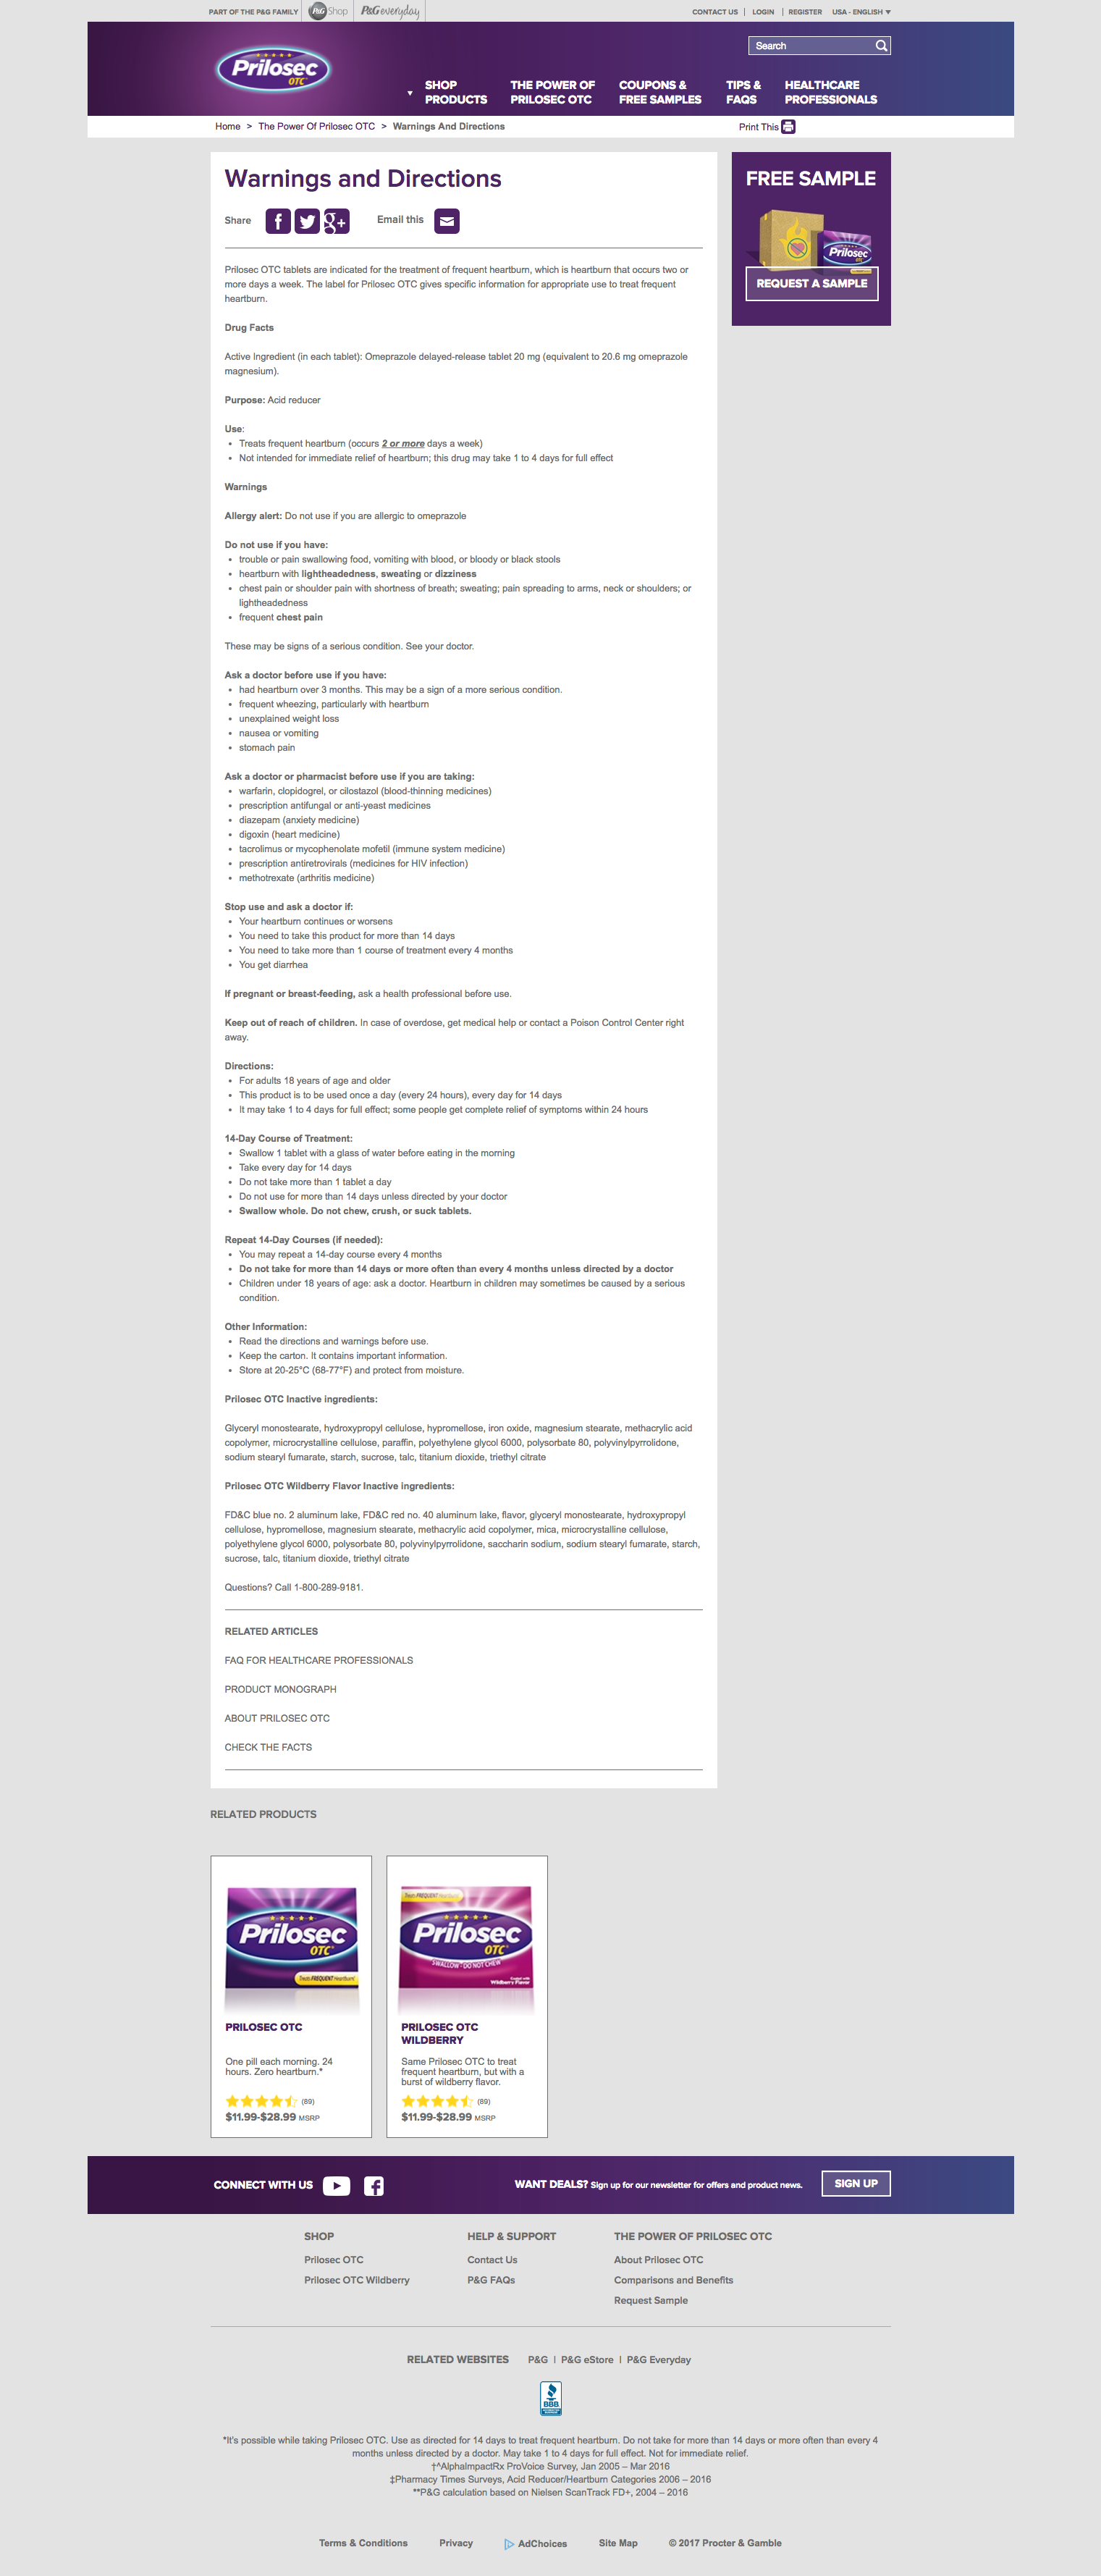 PART OF THE P&G FAMILY P&G Shop P&G everyday CONTACT US | LOGIN | REGISTER USA - ENGLISH ▼
Search
Prilosec OTC
▼ SHOP PRODUCTS
THE POWER OF PRILOSEC OTC
COUPONS & FREE SAMPLES
TIPS & FAQS
HEALTHCARE PROFESSIONALS
Home > The Power Of Prilosec OTC > Warnings And Directions
Print This
Warnings and Directions
Share Email this
FREE SAMPLE
Prilosec
REQUEST A SAMPLE
Prilosec OTC tablets are indicated for the treatment of frequent heartburn, which is heartburn that occurs two or
more days a week. The label for Prilosec OTC gives specific information for appropriate use to treat frequent
heartburn.
Drug Facts
Active Ingredient (in each tablet): Omeprazole delayed-release tablet 20 mg (equivalent to 20.6 mg omeprazole
magnesium).
Purpose: Acid reducer
Use:
• Treats frequent heartburn (occurs 2 or more days a week)
• Not intended for immediate relief of heartburn; this drug may take 1 to 4 days for full effect
Warnings
Allergy alert: Do not use if you are allergic to omeprazole
Do not use if you have:
• trouble or pain swallowing food, vomiting with blood, or bloody or black stools
• heartburn with lightheadedness, sweating or dizziness
• chest pain or shoulder pain with shortness of breath; sweating; pain spreading to arms, neck or shoulders; or
lightheadedness
• frequent chest pain
These may be signs of a serious condition. See your doctor.
Ask a doctor before use if you have:
• had heartburn over 3 months. This may be a sign of a more serious condition.
• frequent wheezing, particularly with heartburn
• unexplained weight loss
• nausea or vomiting
• stomach pain
Ask a doctor or pharmacist before use if you are taking:
• warfarin, clopidogrel, or cilostazol (blood-thinning medicines)
• prescription antifungal or anti-yeast medicines
• diazepam (anxiety medicine)
• digoxin (heart medicine)
• tacrolimus or mycophenolate mofetil (immune system medicine)
• prescription antiretrovirals (medicines for HIV infection)
• methotrexate (arthritis medicine)
Stop use and ask a doctor if:
• Your heartburn continues or worsens
• You need to take this product for more than 14 days
• You need to take more than 1 course of treatment every 4 months
• You get diarrhea
If pregnant or breast-feeding, ask a health professional before use.
Keep out of reach of children. In case of overdose, get medical help or contact a Poison Control Center right
away.
Directions:
• For adults 18 years of age and older
• This product is to be used once a day (every 24 hours), every day for 14 days
• It may take 1 to 4 days for full effect; some people get complete relief of symptoms within 24 hours
14-Day Course of Treatment:
• Swallow 1 tablet with a glass of water before eating in the morning
• Take every day for 14 days
• Do not take more than 1 tablet a day
• Do not use for more than 14 days unless directed by your doctor
• Swallow whole. Do not chew, crush, or suck tablets.
Repeat 14-Day Courses (if needed):
• You may repeat a 14-day course every 4 months
• Do not take for more than 14 days or more often than every 4 months unless directed by a doctor
• Children under 18 years of age: ask a doctor. Heartburn in children may sometimes be caused by a serious
condition.
Other Information:
• Read the directions and warnings before use.
• Keep the carton. It contains important information.
• Store at 20-25°C (68-77°F) and protect from moisture.
Prilosec OTC Inactive ingredients:
Glyceryl monostearate, hydroxypropyl cellulose, hypromellose, iron oxide, magnesium stearate, methacrylic acid
copolymer, microcrystalline cellulose, paraffin, polyethylene glycol 6000, polysorbate 80, polyvinylpyrrolidone,
sodium stearyl fumarate, starch, sucrose, talc, titanium dioxide, triethyl citrate
Prilosec OTC Wildberry Flavor Inactive ingredients:
FD&C blue no. 2 aluminum lake, FD&C red no. 40 aluminum lake, flavor, glyceryl monostearate, hydroxypropyl
cellulose, hypromellose, magnesium stearate, methacrylic acid copolymer, mica, microcrystalline cellulose,
polyethylene glycol 6000, polysorbate 80, polyvinylpyrrolidone, saccharin sodium, sodium stearyl fumarate, starch,
sucrose, talc, titanium dioxide, triethyl citrate
Questions? Call 1-800-289-9181.
RELATED ARTICLES
FAQ FOR HEALTHCARE PROFESSIONALS
PRODUCT MONOGRAPH
ABOUT PRILOSEC OTC
CHECK THE FACTS
RELATED PRODUCTS
Prilosec OTC
Treats FREQUENT Heartburn
PRILOSEC OTC
One pill each morning. 24
hours. Zero heartburn.*
(89)
$11.99-$28.99 MSRP
Treats FREQUENT Heartburn
Prilosec OTC
SWALLOW - DO NOT CHEW
Coated with
Wildberry Flavor
PRILOSEC OTC
WILDBERRY
Same Prilosec OTC to treat
frequent heartburn, but with a
burst of wildberry flavor.
(89)
$11.99-$28.99 MSRP
CONNECT WITH US
WANT DEALS? Sign up for our newsletter for offers and product news. SIGN UP
SHOP
Prilosec OTC
Prilosec OTC Wildberry
HELP & SUPPORT
Contact Us
P&G FAQs
THE POWER OF PRILOSEC OTC
About Prilosec OTC
Comparisons and Benefits
Request Sample
RELATED WEBSITES P&G | P&G eStore | P&G Everyday
BBB
*It's possible while taking Prilosec OTC. Use as directed for 14 days to treat frequent heartburn. Do not take for more than 14 days or more often than every 4
months unless directed by a doctor. May take 1 to 4 days for full effect. Not for immediate relief.
†^AlphaImpactRx ProVoice Survey, Jan 2005 – Mar 2016
‡Pharmacy Times Surveys, Acid Reducer/Heartburn Categories 2006 – 2016
**P&G calculation based on Nielsen ScanTrack FD+, 2004 – 2016
Terms & Conditions Privacy AdChoices Site Map © 2017 Procter & Gamble